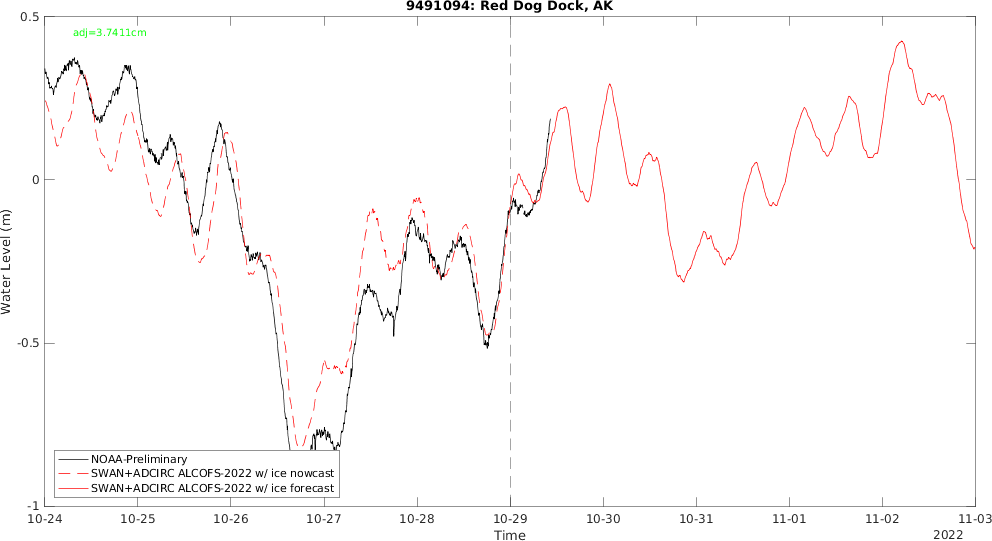 9491094: Red Dog Dock, AK
adj=3.7411cm
0.5
0
-0.5
-1
Water Level (m)
NOAA-Preliminary
SWAN+ADCIRC ALCOFS-2022 w/ ice nowcast
SWAN+ADCIRC ALCOFS-2022 w/ ice forecast
10-24 10-25 10-26 10-27 10-28 10-29 10-30 10-31 11-01 11-02 11-03
Time
2022